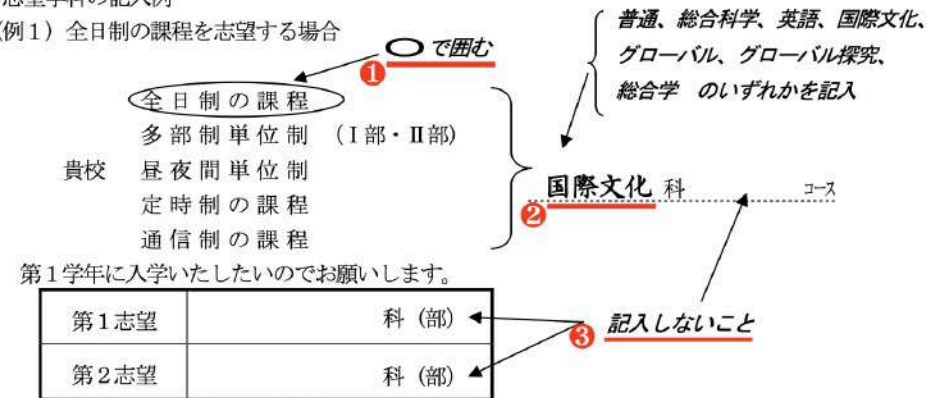 志望学科の記入例
(例1) 全日制の課程を志望する場合
○で囲む
❶
普通、総合科学、英語、国際文化、
グローバル、グローバル探究、
総合学 のいずれかを記入
全日制の課程
多部制単位制 (Ⅰ部・Ⅱ部)
貴校 昼夜間単位制
定時制の課程
通信制の課程
国際文化 科 コース
❷
第1学年に入学いたしたいのでお願いします。
第1志望 科(部)
第2志望 科(部)
❸ 記入しないこと